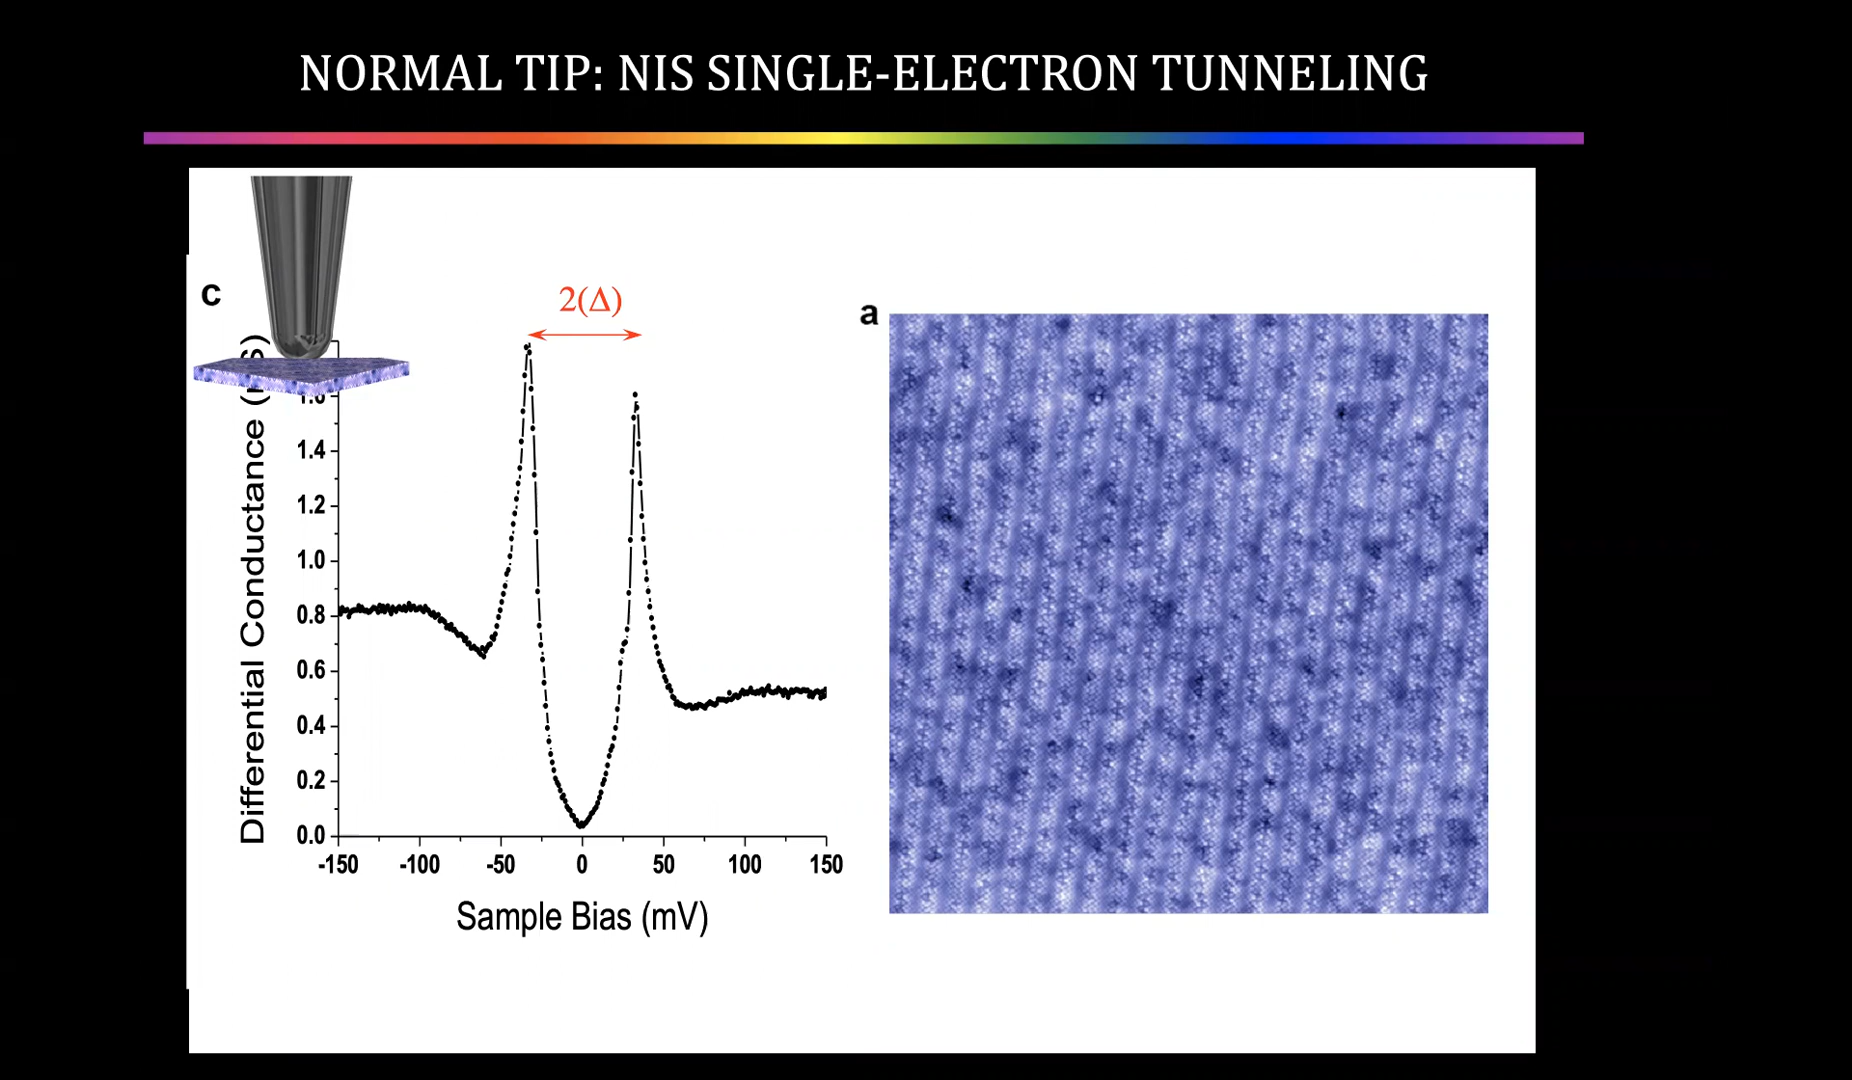 NORMAL TIP: NIS SINGLE-ELECTRON TUNNELING
c
2(Δ)
a
Differential Conductance
1.4
1.2
1.0
0.8
0.6
0.4
0.2
0.0
-150 -100 -50 0 50 100 150
Sample Bias (mV)